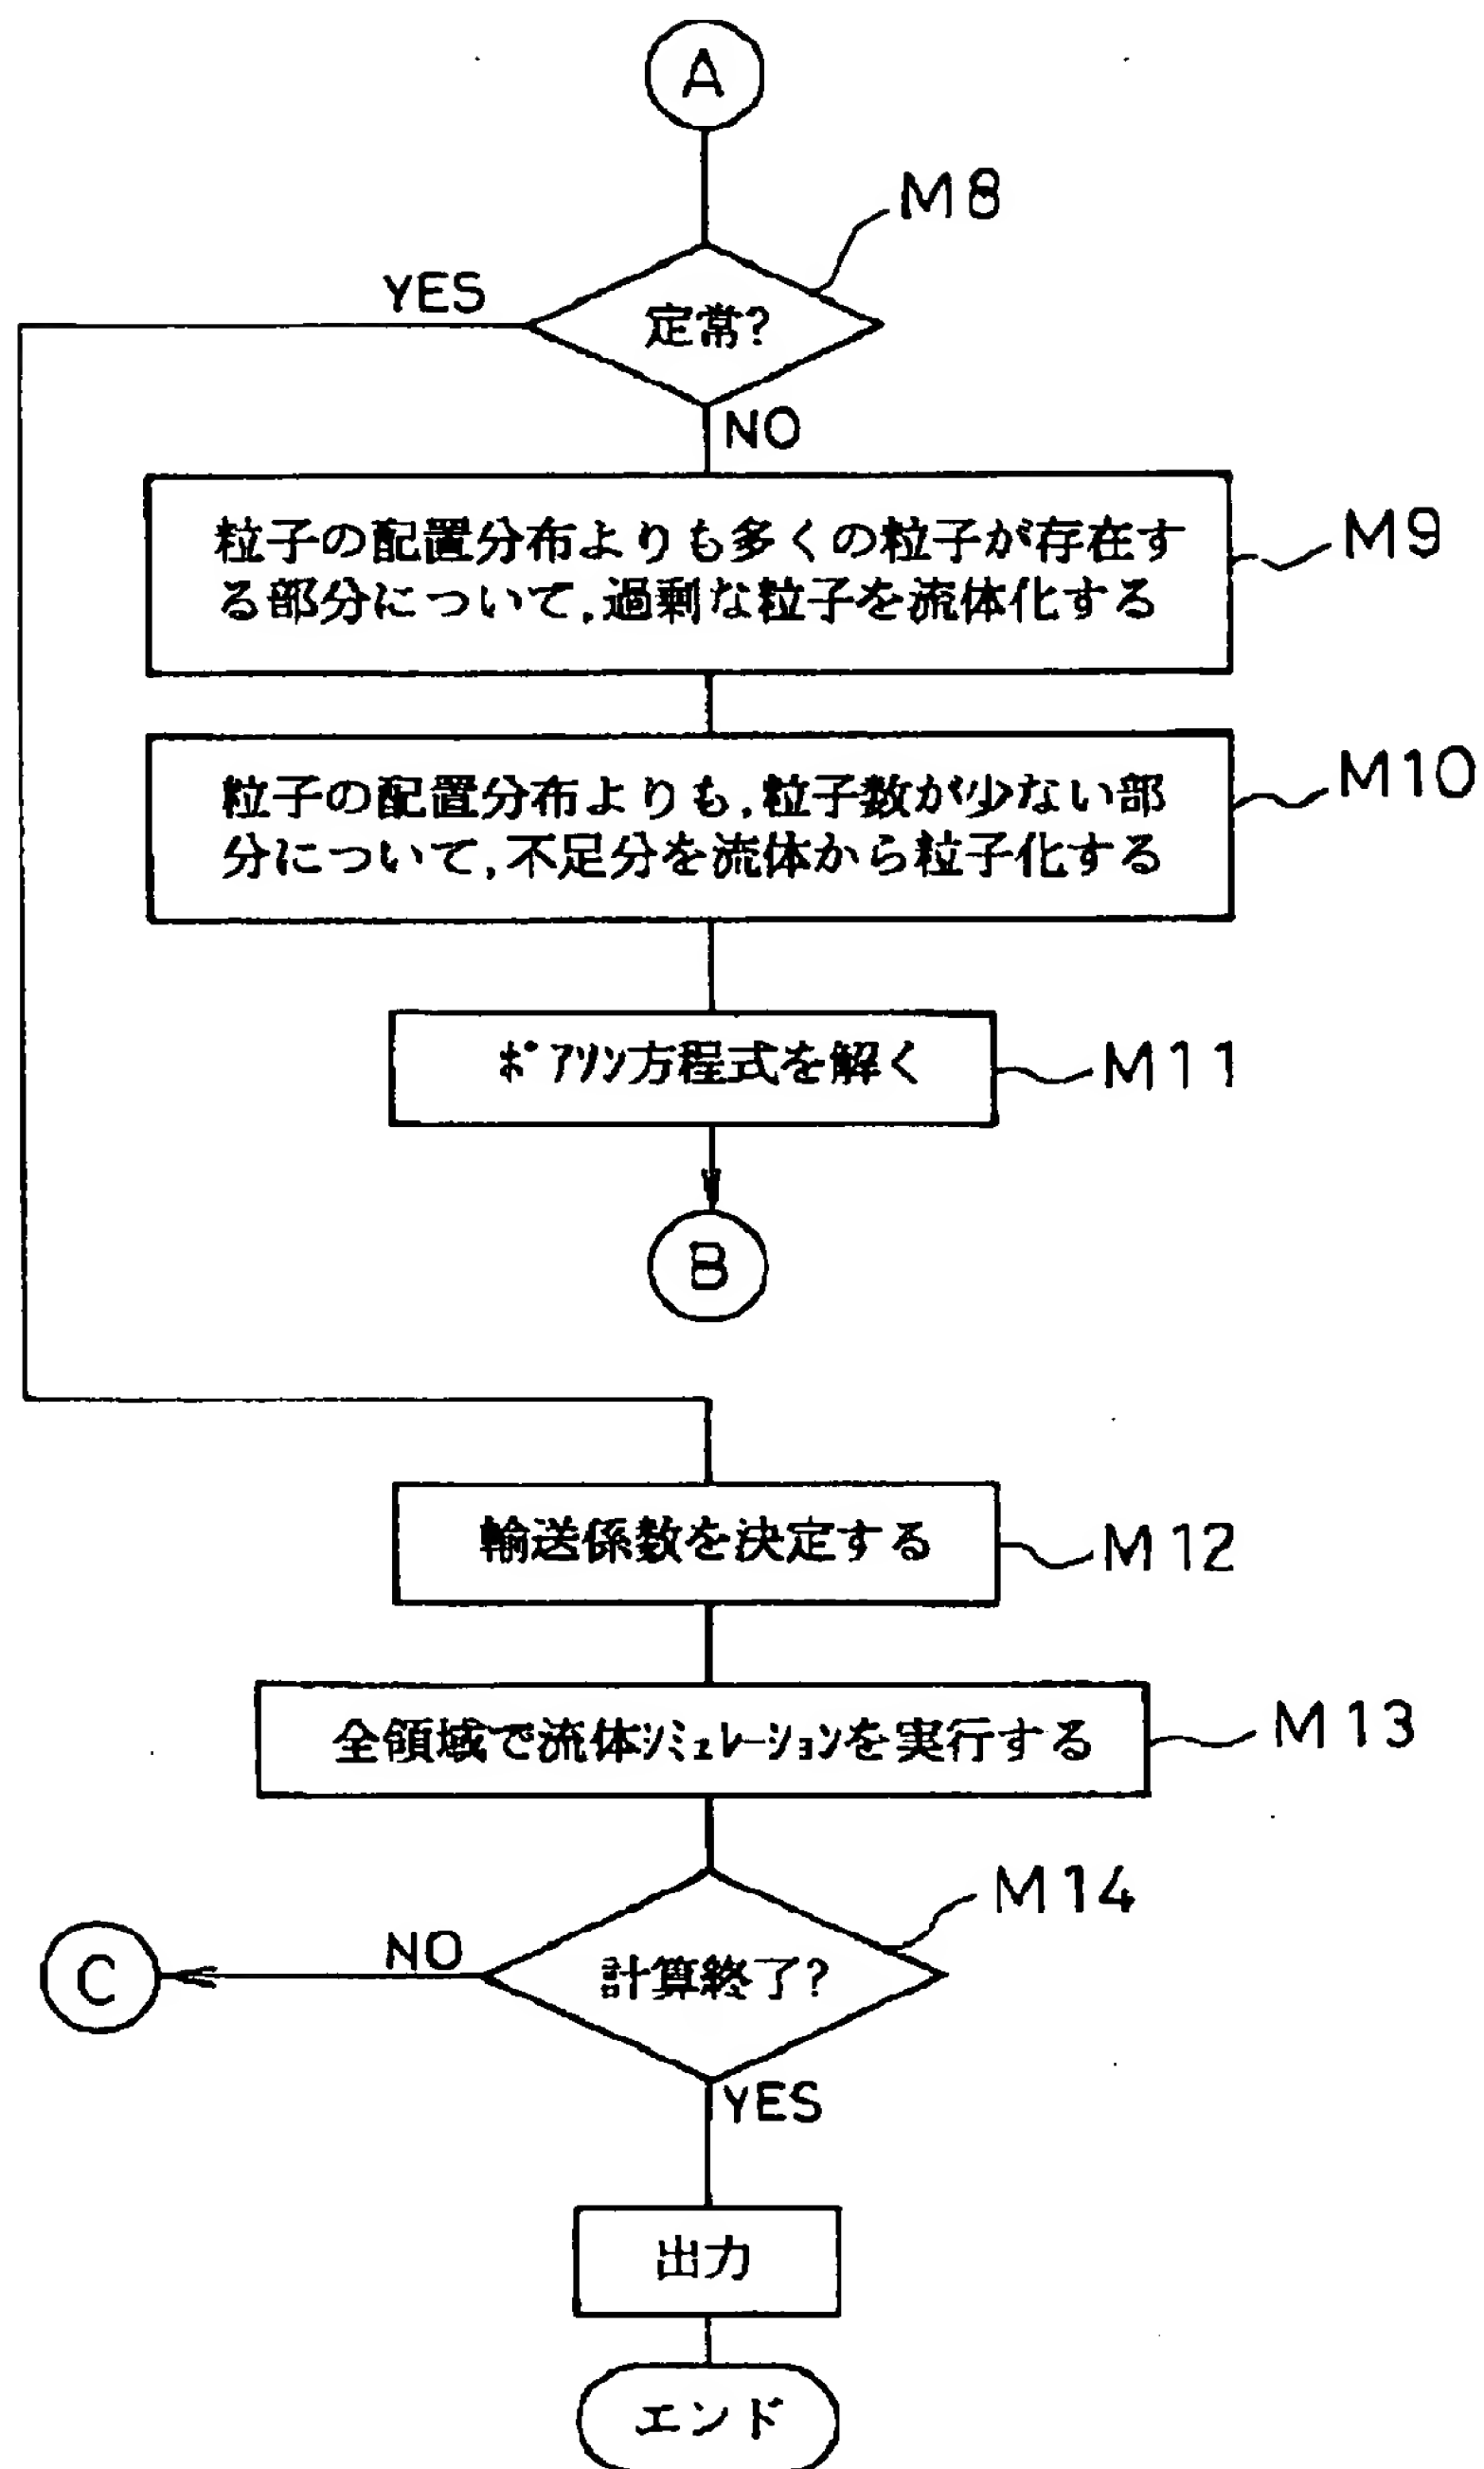 A
M8
YES
定常?
NO
粒子の配置分布よりも多くの粒子が存在す
る部分について,過剰な粒子を流体化する
M9
粒子の配置分布よりも,粒子数が少ない部
分について,不足分を流体から粒子化する
M10
ポアソン方程式を解く
M11
B
輸送係数を決定する
M12
全領域で流体シミュレーションを実行する
M13
M14
NO
計算終了?
C
YES
出力
エンド